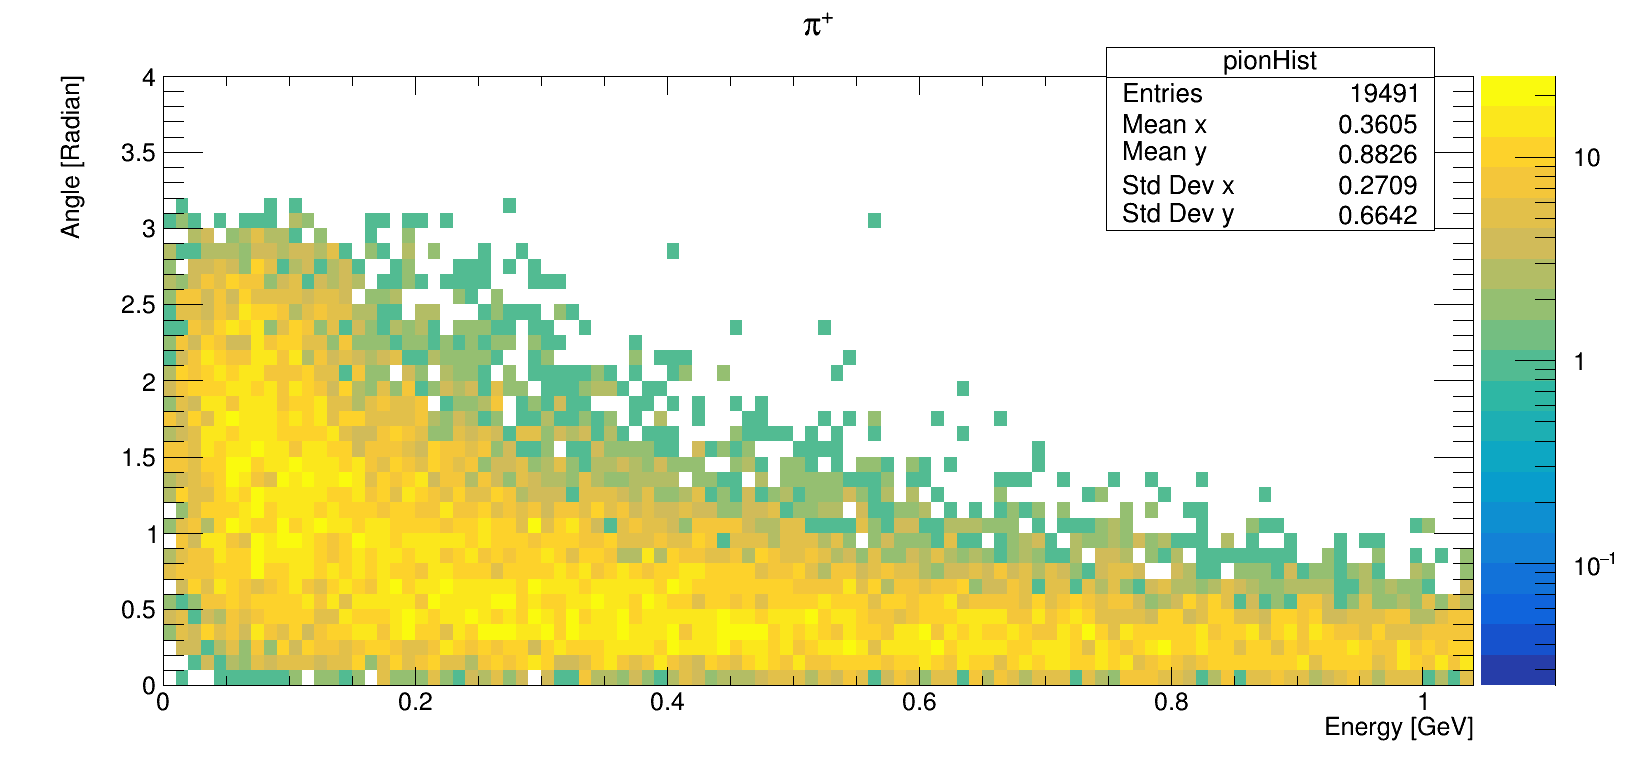 π⁺
pionHist
Entries 19491
Mean x 0.3605
Mean y 0.8826
Std Dev x 0.2709
Std Dev y 0.6642
Angle [Radian]
4
3.5
3
2.5
2
1.5
1
0.5
0
0 0.2 0.4 0.6 0.8 1
Energy [GeV]
10
1
10⁻¹